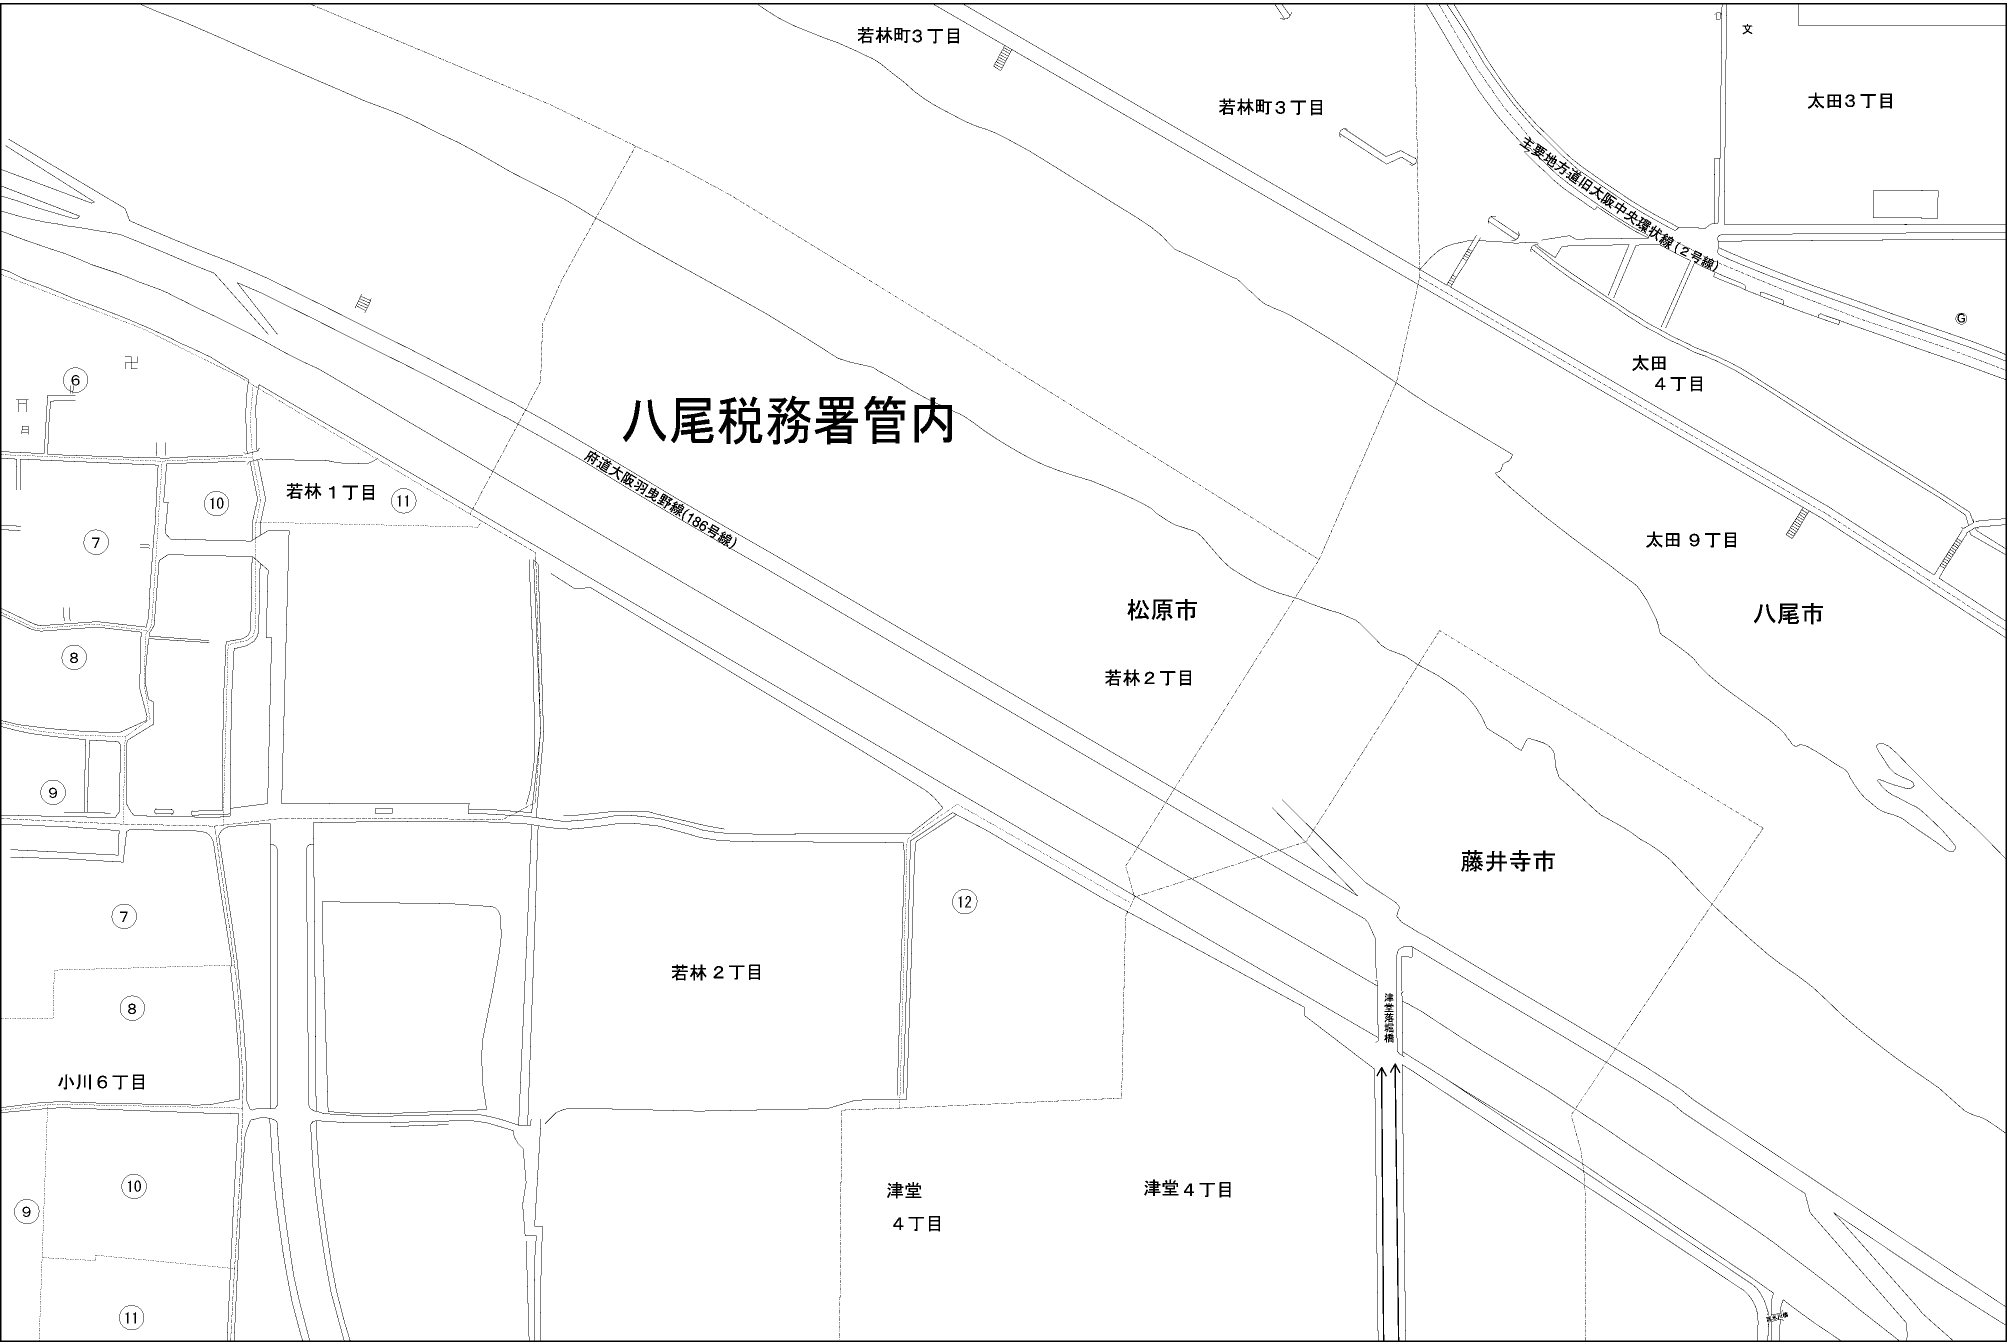 若林町３丁目
文
太田３丁目
若林町３丁目
主要地方道旧大阪中央環状線(２号線)
G
太田
４丁目
卍
6
八尾税務署管内
府道大阪羽曳野線(186号線)
若林１丁目
11
10
7
太田９丁目
松原市
八尾市
若林２丁目
8
9
藤井寺市
12
7
若林２丁目
8
津堂落堀橋
小川６丁目
10
9
津堂
４丁目
津堂４丁目
11